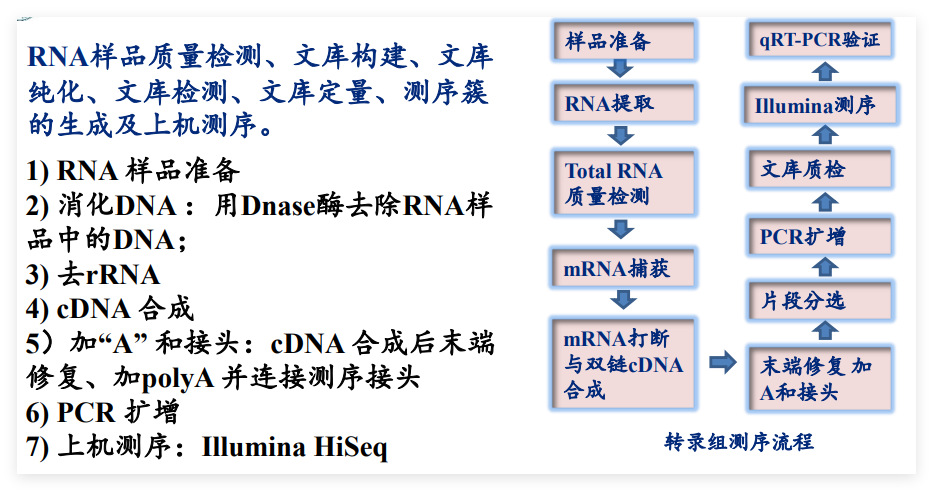 RNA样品质量检测、文库构建、文库
纯化、文库检测、文库定量、测序簇
的生成及上机测序。
1) RNA 样品准备
2) 消化DNA ：用Dnase酶去除RNA样
品中的DNA；
3) 去rRNA
4) cDNA 合成
5）加“A” 和接头：cDNA 合成后末端
修复、加polyA 并连接测序接头
6) PCR 扩增
7) 上机测序：Illumina HiSeq
样品准备
RNA提取
Total RNA
质量检测
mRNA捕获
mRNA打断
与双链cDNA
合成
末端修复 加
A和接头
片段分选
PCR扩增
文库质检
Illumina测序
qRT-PCR验证
转录组测序流程